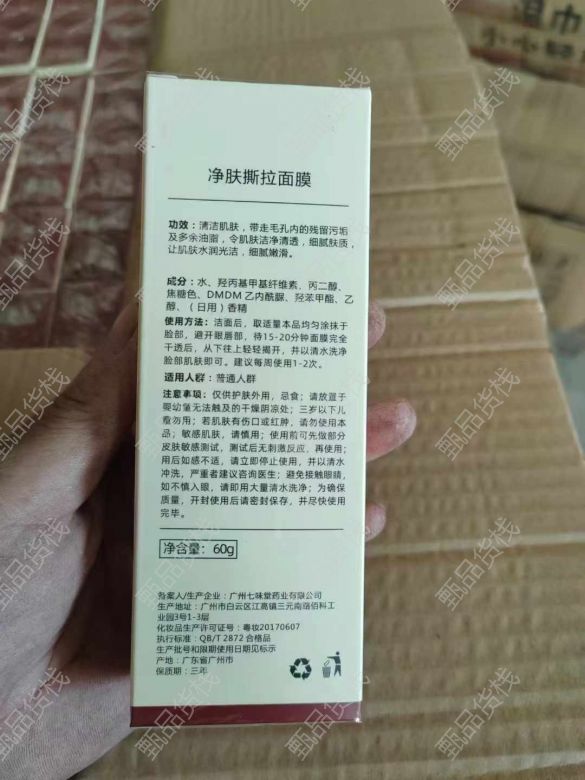 净肤撕拉面膜
功效：清洁肌肤，带走毛孔内的残留污垢
及多余油脂，令肌肤洁净清透，细腻肤质，
让肌肤水润光洁，细腻嫩滑。
成分：水、羟丙基甲基纤维素、丙二醇、
焦糖色、DMDM 乙内酰脲、羟苯甲酯、乙
醇、（日用）香精
使用方法：洁面后，取适量本品均匀涂抹于
脸部，避开眼唇部，待15-20分钟面膜完全
干透后，从下往上轻轻揭开，并以清水洗净
脸部肌肤即可。建议每周使用1-2次。
适用人群：普通人群
注意事项：仅供护肤外用，忌食；请放置于
婴幼童无法触及的干燥阴凉处；三岁以下儿
童勿用；若肌肤有伤口或红肿，请勿使用本
品；敏感肌肤，请慎用；使用前可先做部分
皮肤敏感测试，测试后无刺激反应，再使用；
用后如感不适，请立即停止使用，并以清水
冲洗，严重者建议咨询医生；避免接触眼睛，
如不慎入眼，请即用大量清水洗净；为确保
质量，开封使用后请密封保存，并尽快使用
完毕。
净含量：60g
备案人/生产企业：广州七味堂药业有限公司
生产地址：广州市白云区江高镇三元南路佰科工
业园3号1-3层
化妆品生产许可证号：粤妆20170607
执行标准：QB/T 2872 合格品
生产批号和限期使用日期见标示
产地：广东省广州市
保质期：三年
湿巾
甄品货栈